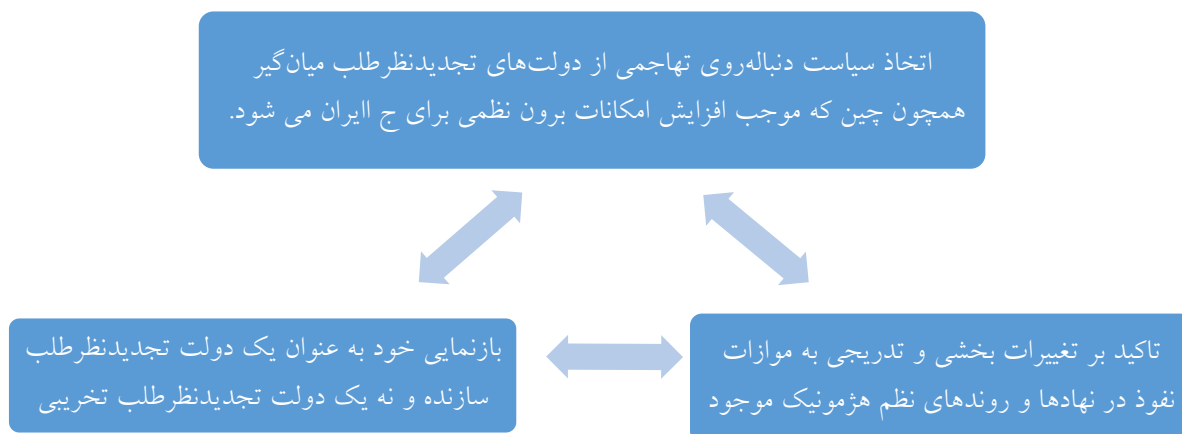 اتخاذ سیاست دنباله‌روی تهاجمی از دولت‌های تجدیدنظرطلب میان‌گیر
همچون چین که موجب افزایش امکانات برون نظمی برای ج اایران می شود.
تاکید بر تغییرات بخشی و تدریجی به موازات
نفوذ در نهادها و روندهای نظم هژمونیک موجود
بازنمایی خود به عنوان یک دولت تجدیدنظرطلب
سازنده و نه یک دولت تجدیدنظرطلب تخریبی